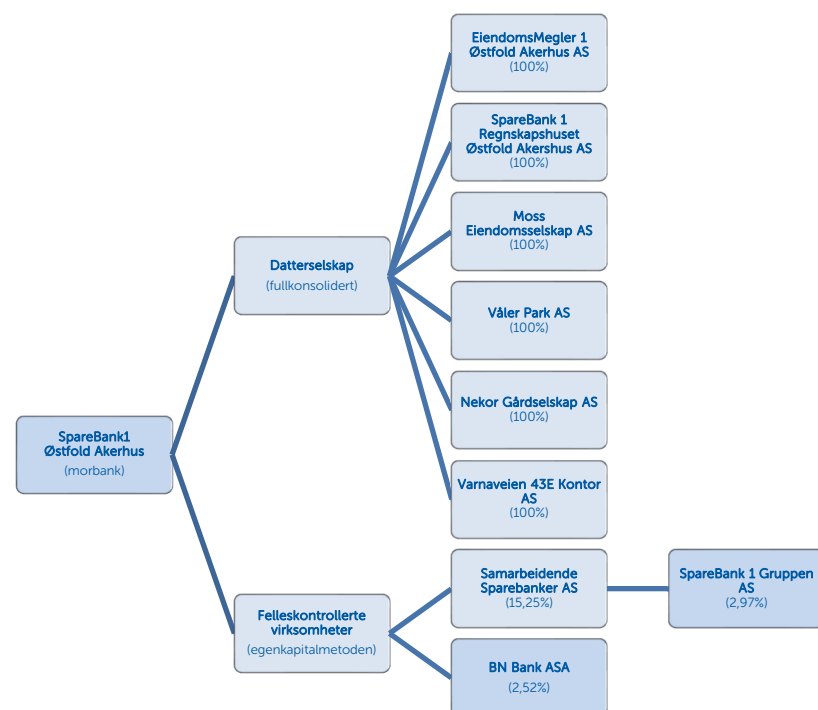 EiendomsMegler 1
Østfold Akerhus AS
(100%)
SpareBank 1
Regnskapshuset
Østfold Akershus AS
(100%)
Moss
Eiendomsselskap AS
(100%)
Datterselskap
(fullkonsolidert)
Våler Park AS
(100%)
Nekor Gårdselskap AS
(100%)
SpareBank1
Østfold Akerhus
(morbank)
Varnaveien 43E Kontor
AS
(100%)
Samarbeidende
Sparebanker AS
(15,25%)
SpareBank 1 Gruppen
AS
(2,97%)
Felleskontrollerte
virksomheter
(egenkapitalmetoden)
BN Bank ASA
(2,52%)